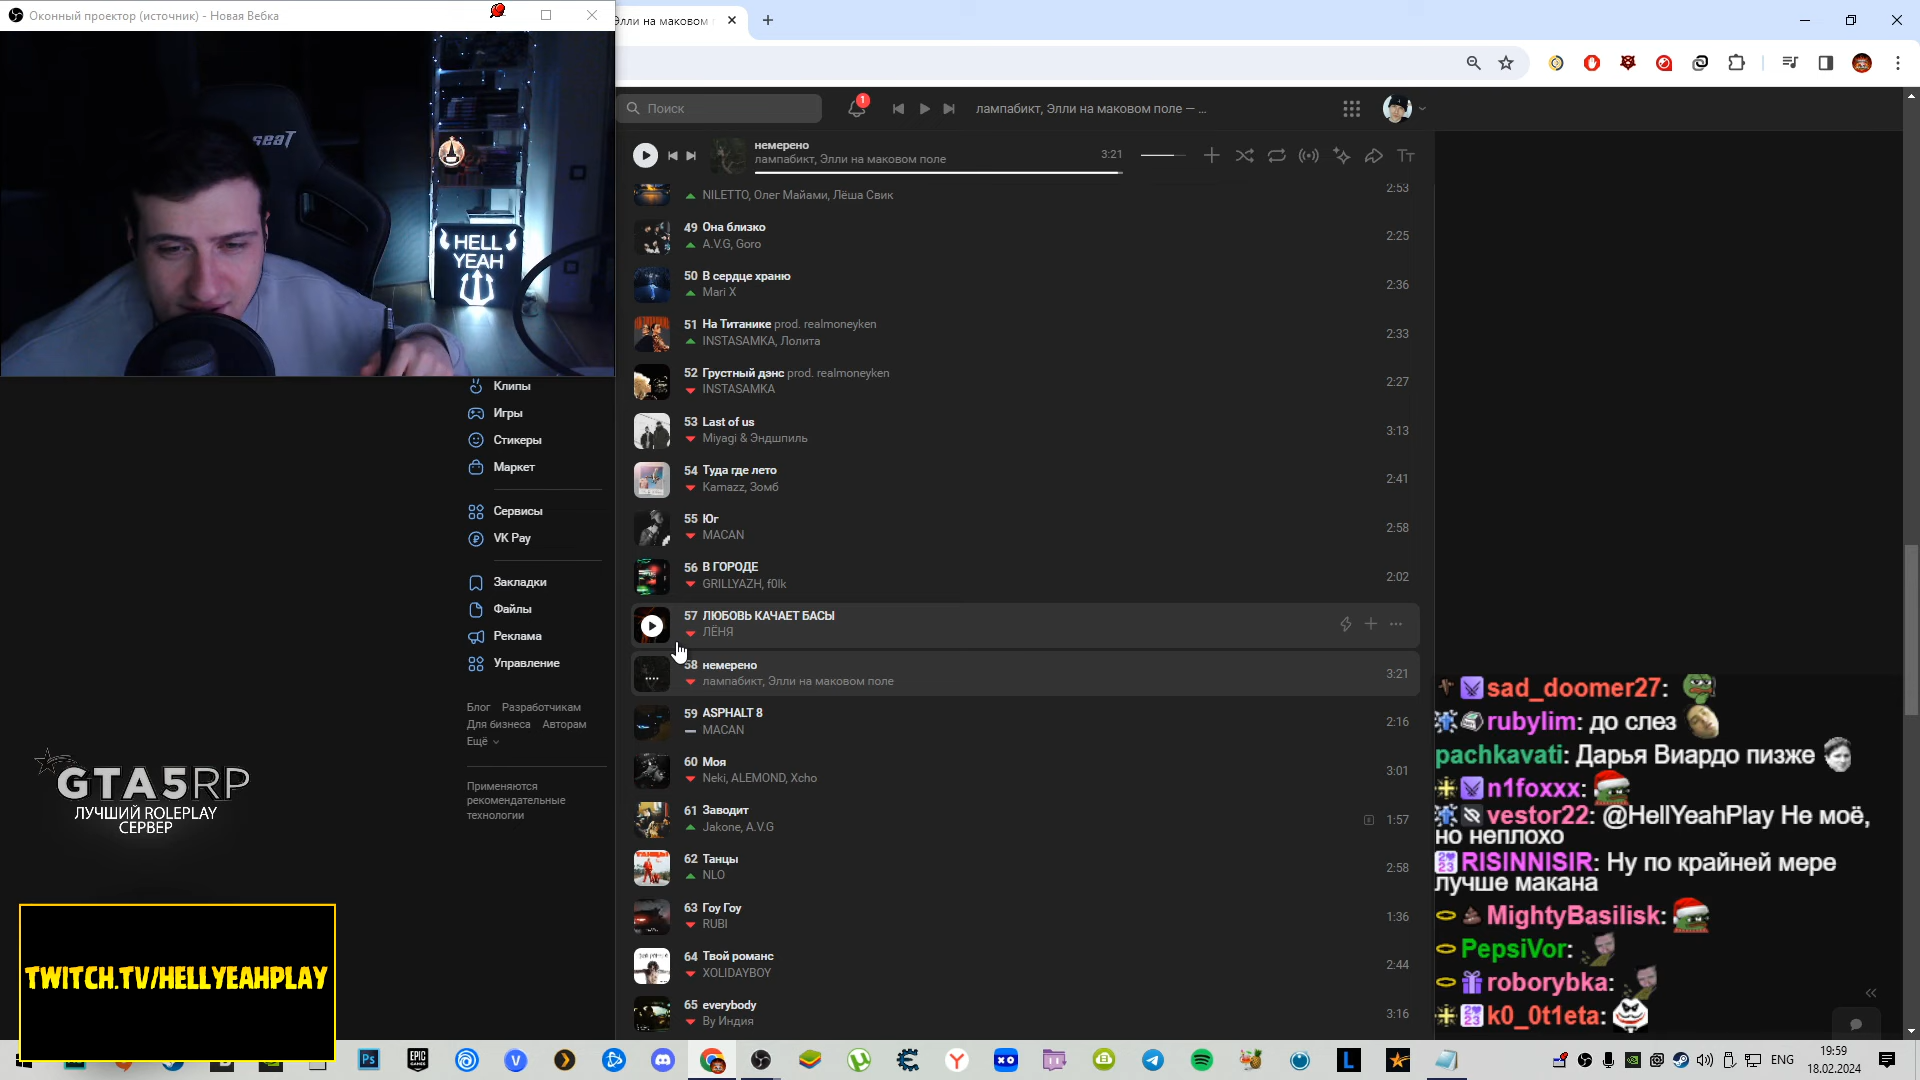 Оконный проектор (источник) - Новая Вебка
Элли на маковом
seat
HELL
YEAH
Поиск
1
лампабикт, Элли на маковом поле – ...
немерено
лампабикт, Элли на маковом поле
3:21
NILETTO, Олег Майами, Лёша Свик
2:53
49 Она близко
A.V.G, Goro
2:25
50 В сердце храню
Mari X
2:36
51 На Титанике prod. realmoneyken
INSTASAMKA, Лолита
2:33
52 Грустный дэнс prod. realmoneyken
INSTASAMKA
2:27
53 Last of us
Miyagi & Эндшпиль
3:13
54 Туда где лето
Kamazz, Зомб
2:41
55 Юг
MACAN
2:58
56 В ГОРОДЕ
GRILLYAZH, f0lk
2:02
57 ЛЮБОВЬ КАЧАЕТ БАСЫ
ЛЁНЯ
58 немерено
лампабикт, Элли на маковом поле
3:21
59 ASPHALT 8
MACAN
2:16
60 Моя
Neki, ALEMOND, Xcho
3:01
61 Заводит
Jakone, A.V.G
1:57
62 Танцы
NLO
2:58
63 Гоу Гоу
RUBI
1:36
64 Твой романс
XOLIDAYBOY
2:44
65 everybody
By Индия
3:16
Клипы
Игры
Стикеры
Маркет
Сервисы
VK Pay
Закладки
Файлы
Реклама
Управление
Блог Разработчикам
Для бизнеса Авторам
Ещё
Применяются
рекомендательные
технологии
GTA5RP
ЛУЧШИЙ ROLEPLAY
СЕРВЕР
TWITCH.TV/HELLYEAHPLAY
sad_doomer27:
rubylim: до слез
pachkavati: Дарья Виардо пизже
n1foxxx:
vestor22: @HellYeahPlay Не моё,
но неплохо
RISINNISIR: Ну по крайней мере
лучше макана
MightyBasilisk:
PepsiVor:
roborybka:
k0_0t1eta:
Ps
EPIC
GAMES
ENG
19:59
18.02.2024